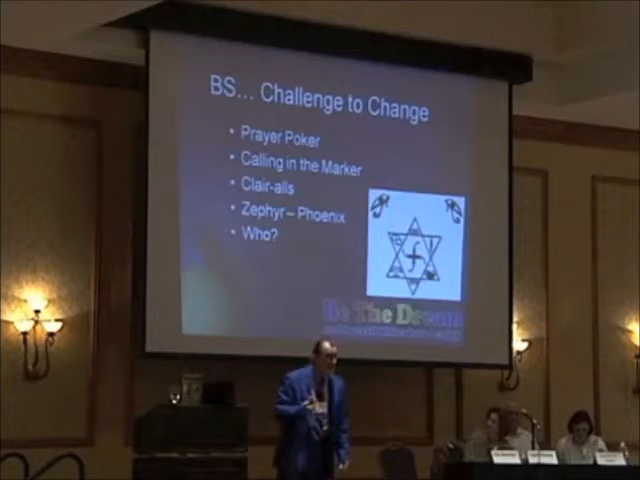 BS... Challenge to Change
• Prayer Poker
• Calling in the Marker
• Clair-alls
• Zephyr – Phoenix
• Who?
Be The Dream